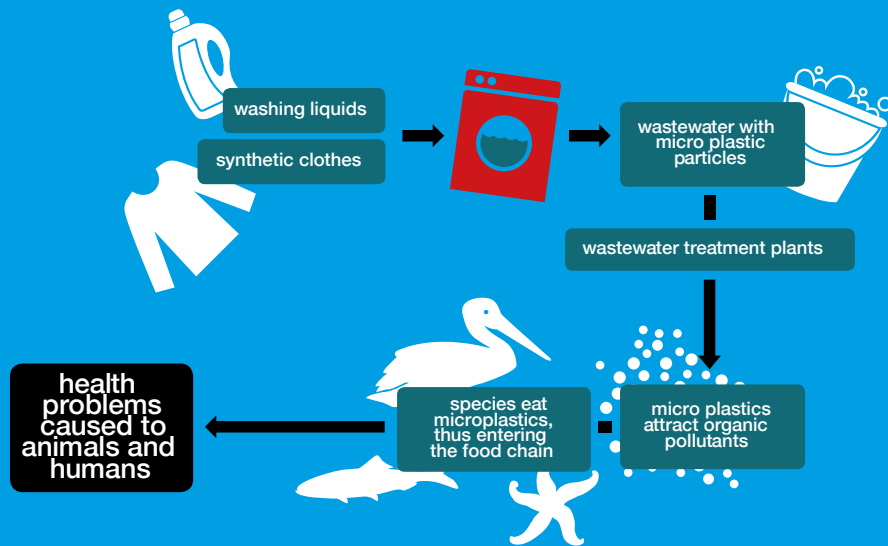 washing liquids
synthetic clothes
wastewater with
micro plastic
particles
wastewater treatment plants
micro plastics
attract organic
pollutants
species eat
microplastics,
thus entering
the food chain
health
problems
caused to
animals and
humans